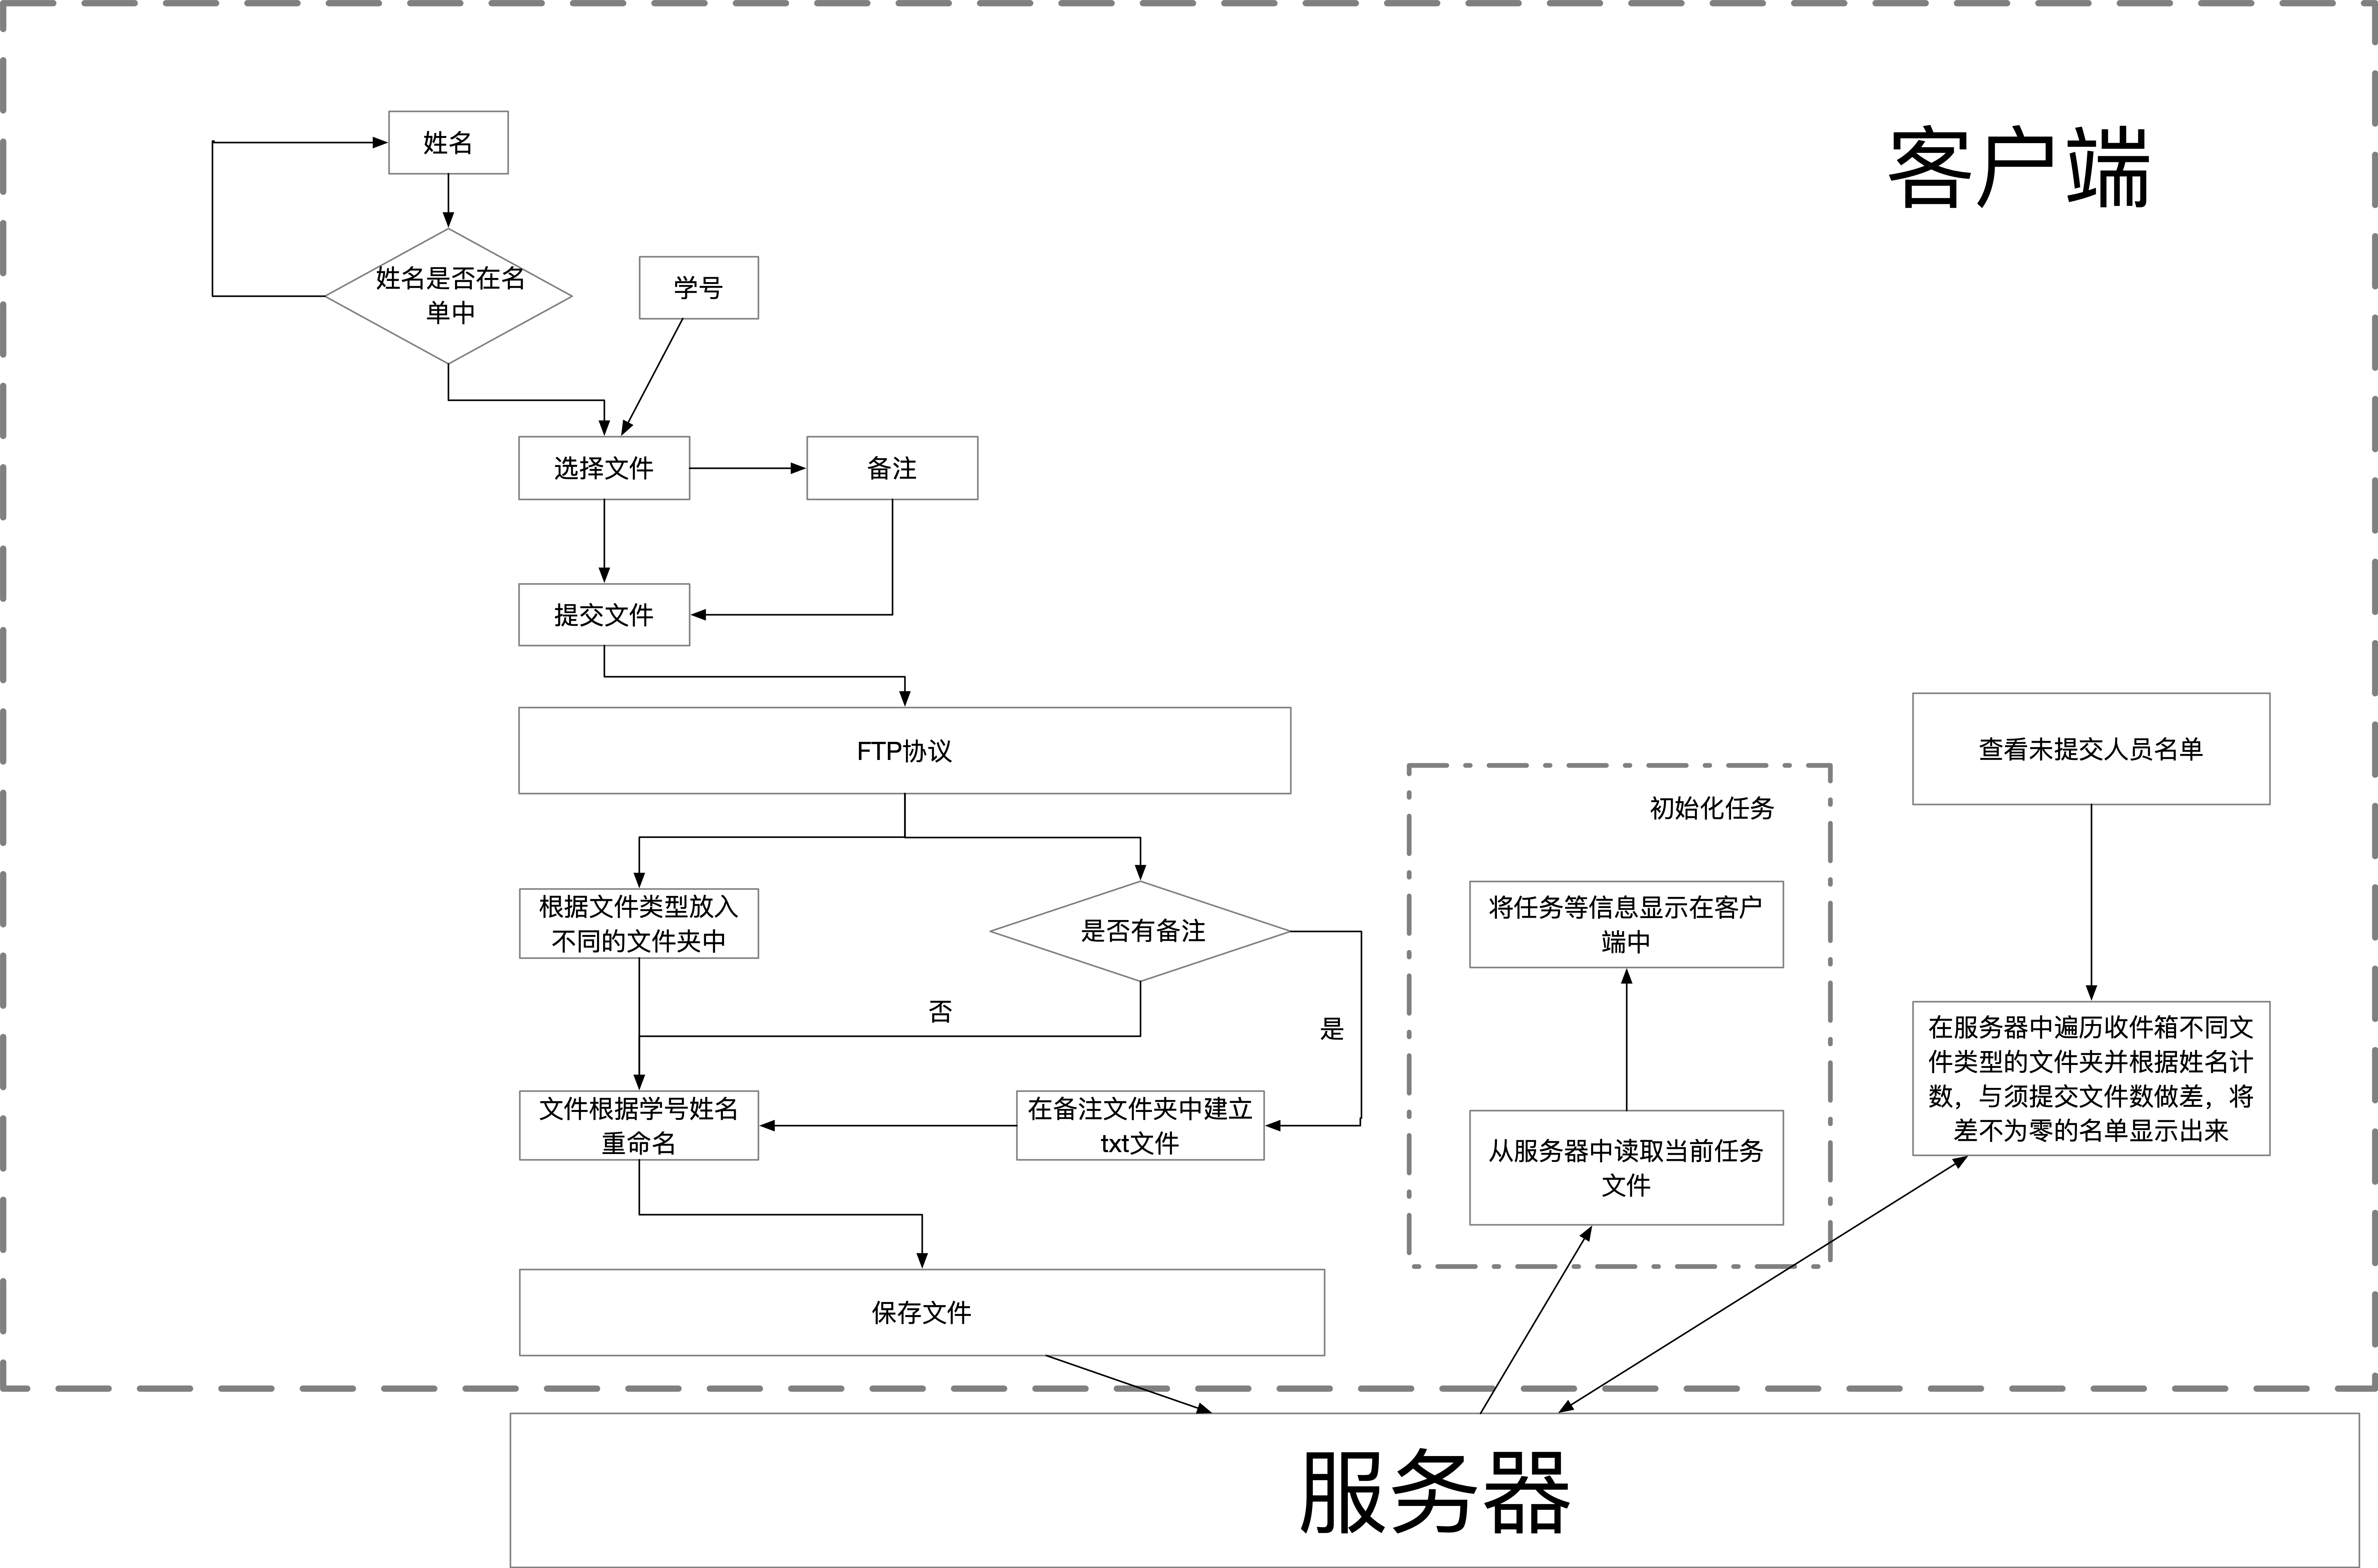 客户端
姓名
姓名是否在名
单中
学号
选择文件
备注
提交文件
FTP协议
查看未提交人员名单
初始化任务
根据文件类型放入
不同的文件夹中
是否有备注
将任务等信息显示在客户
端中
否
是
在服务器中遍历收件箱不同文
件类型的文件夹并根据姓名计
数，与须提交文件数做差，将
差不为零的名单显示出来
文件根据学号姓名
重命名
在备注文件夹中建立
txt文件
从服务器中读取当前任务
文件
保存文件
服务器